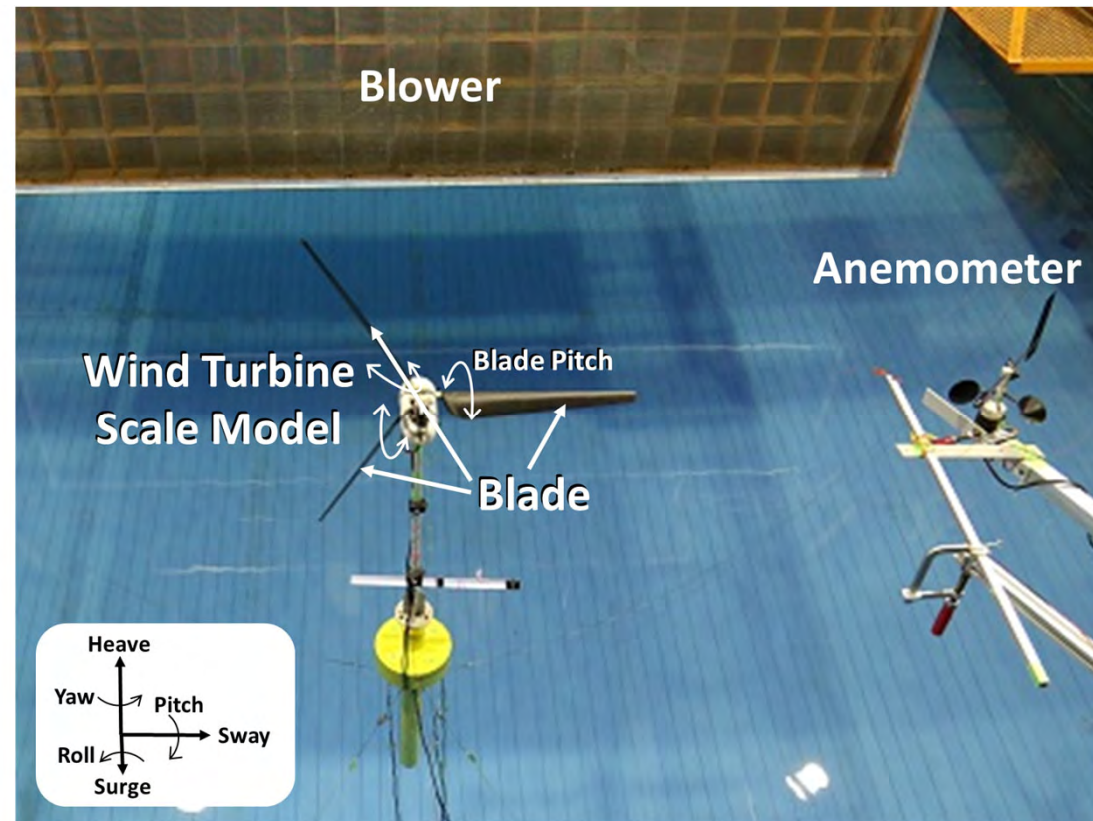 Blower
Anemometer
Wind Turbine
Scale Model
Blade Pitch
Blade
Heave
Yaw
Pitch
Sway
Roll
Surge